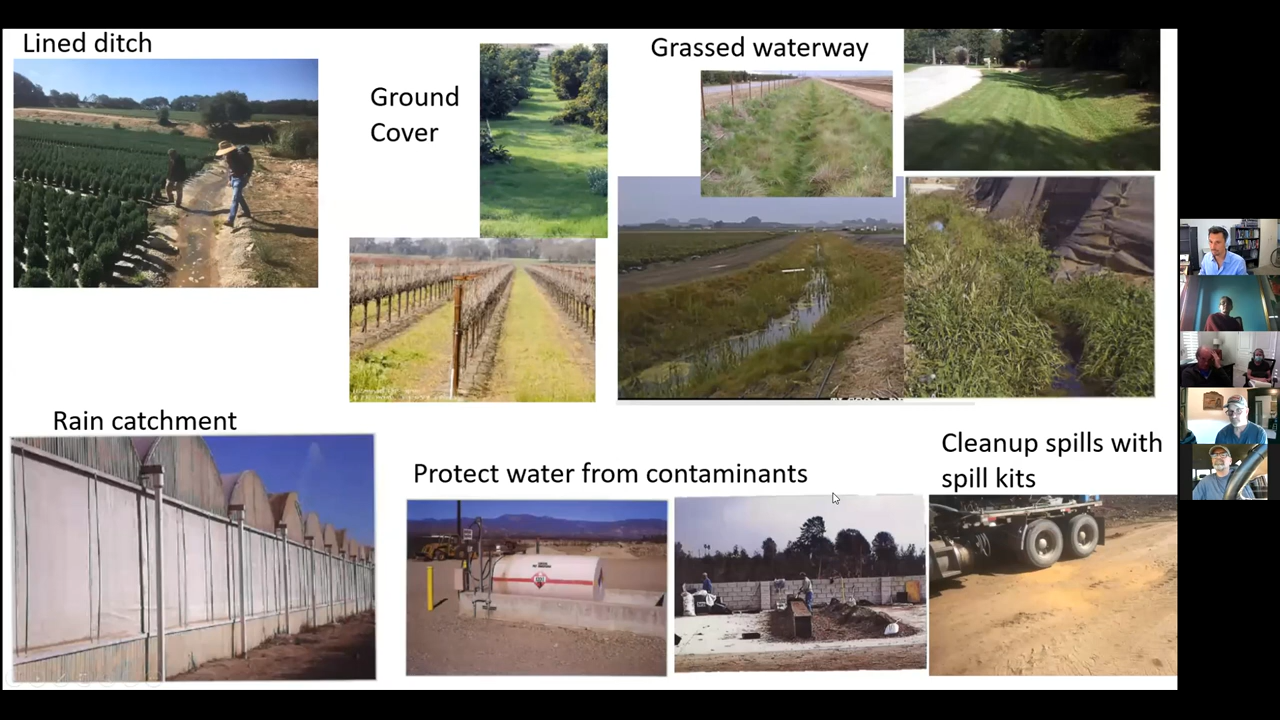 Lined ditch
Ground
Cover
Grassed waterway
Rain catchment
Protect water from contaminants
Cleanup spills with
spill kits